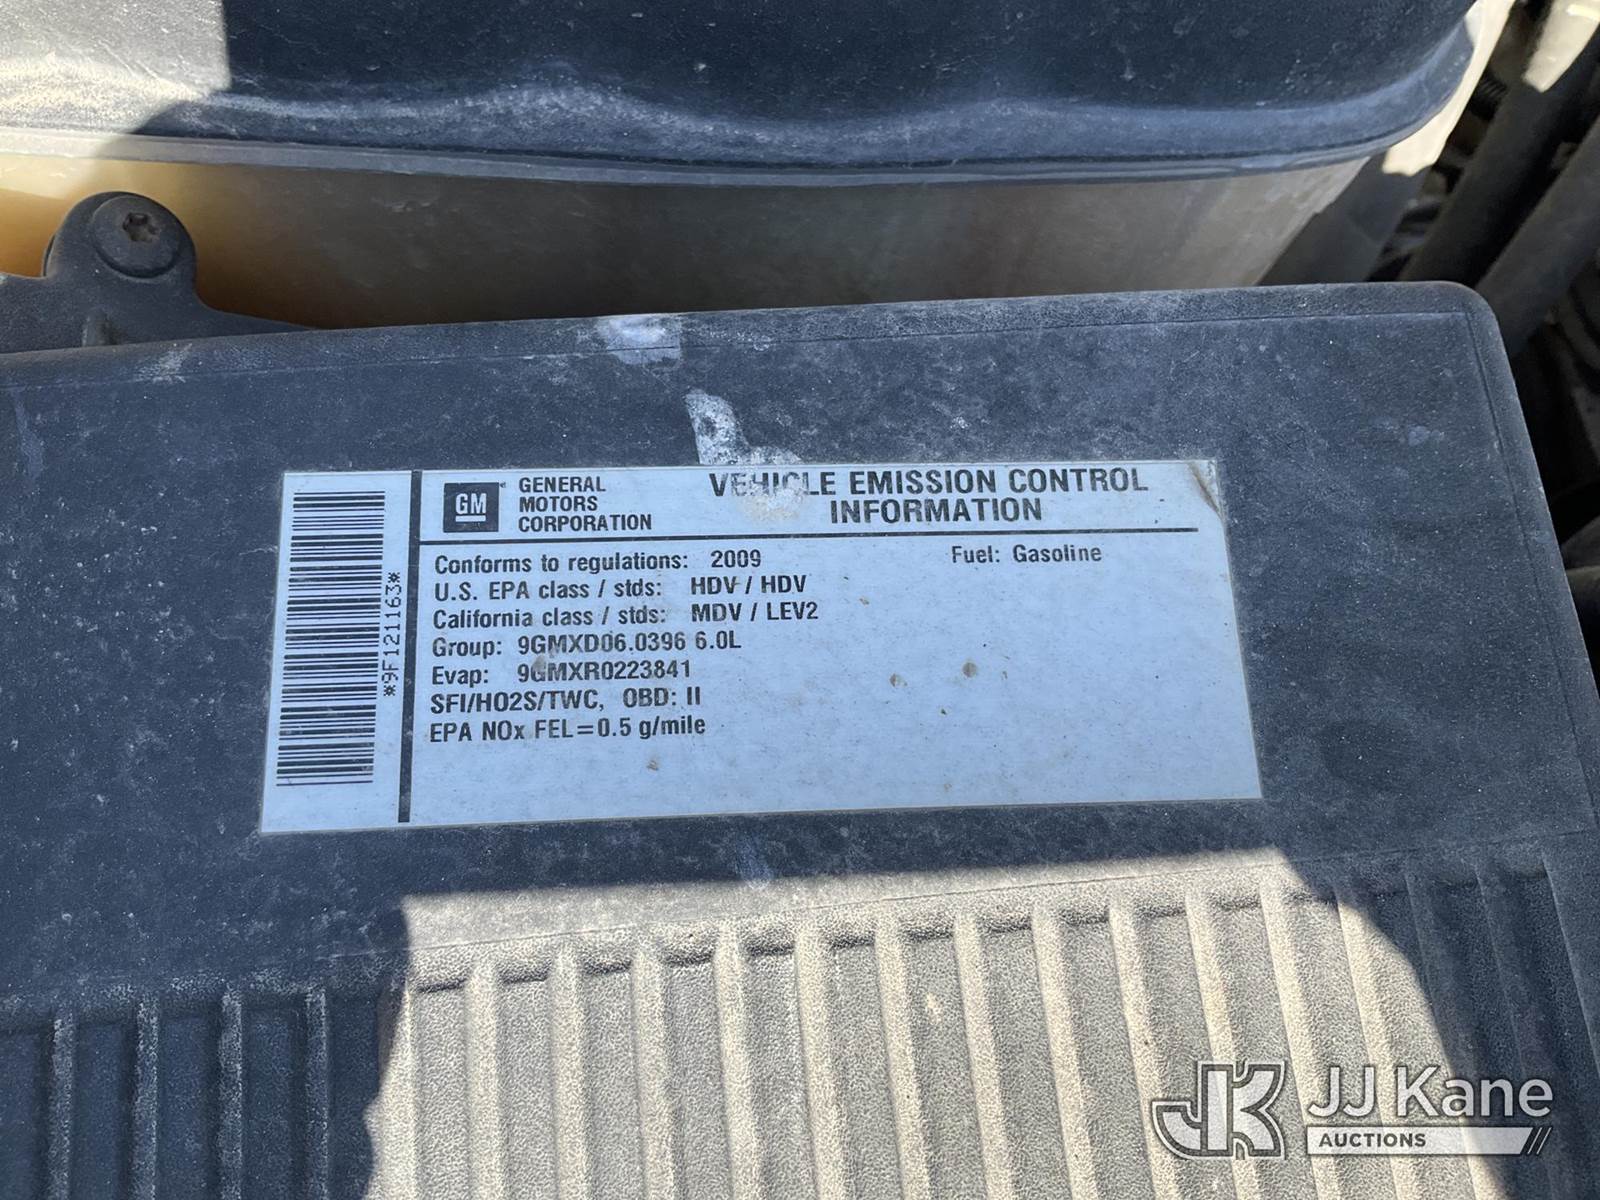 *9F121163*
GM
GENERAL
MOTORS
CORPORATION
VEHICLE EMISSION CONTROL
INFORMATION
Conforms to regulations: 2009 Fuel: Gasoline
U.S. EPA class / stds: HDV / HDV
California class / stds: MDV / LEV2
Group: 9GMXD06.0396 6.0L
Evap: 9GMXR0223841
SFI/HO2S/TWC, OBD: II
EPA NOx FEL=0.5 g/mile
JK JJ Kane
AUCTIONS